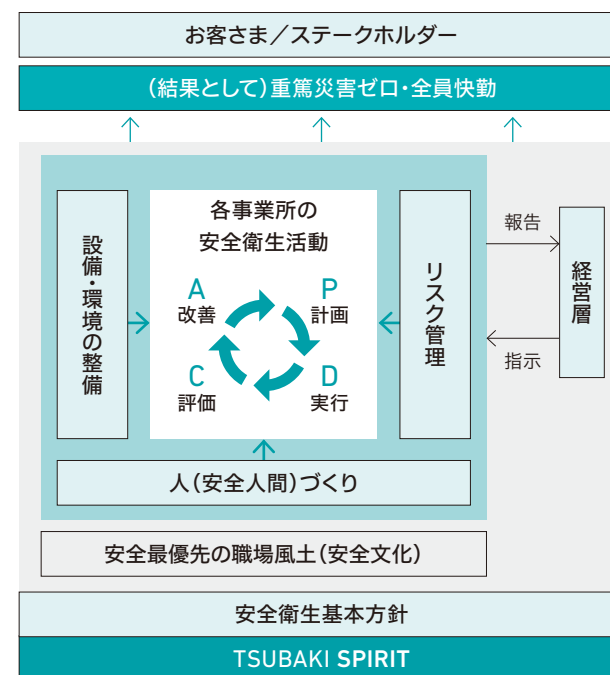 お客さま／ステークホルダー
（結果として）重篤災害ゼロ・全員快勤
設備・環境の整備
各事業所の
安全衛生活動
A
改善
P
計画
C
評価
D
実行
リスク管理
報告
指示
経営層
人（安全人間）づくり
安全最優先の職場風土（安全文化）
安全衛生基本方針
TSUBAKI SPIRIT